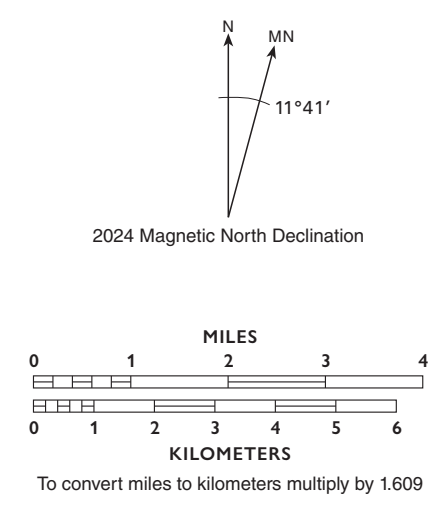 N
MN
11°41′
2024 Magnetic North Declination
MILES
0 1 2 3 4
0 1 2 3 4 5 6
KILOMETERS
To convert miles to kilometers multiply by 1.609